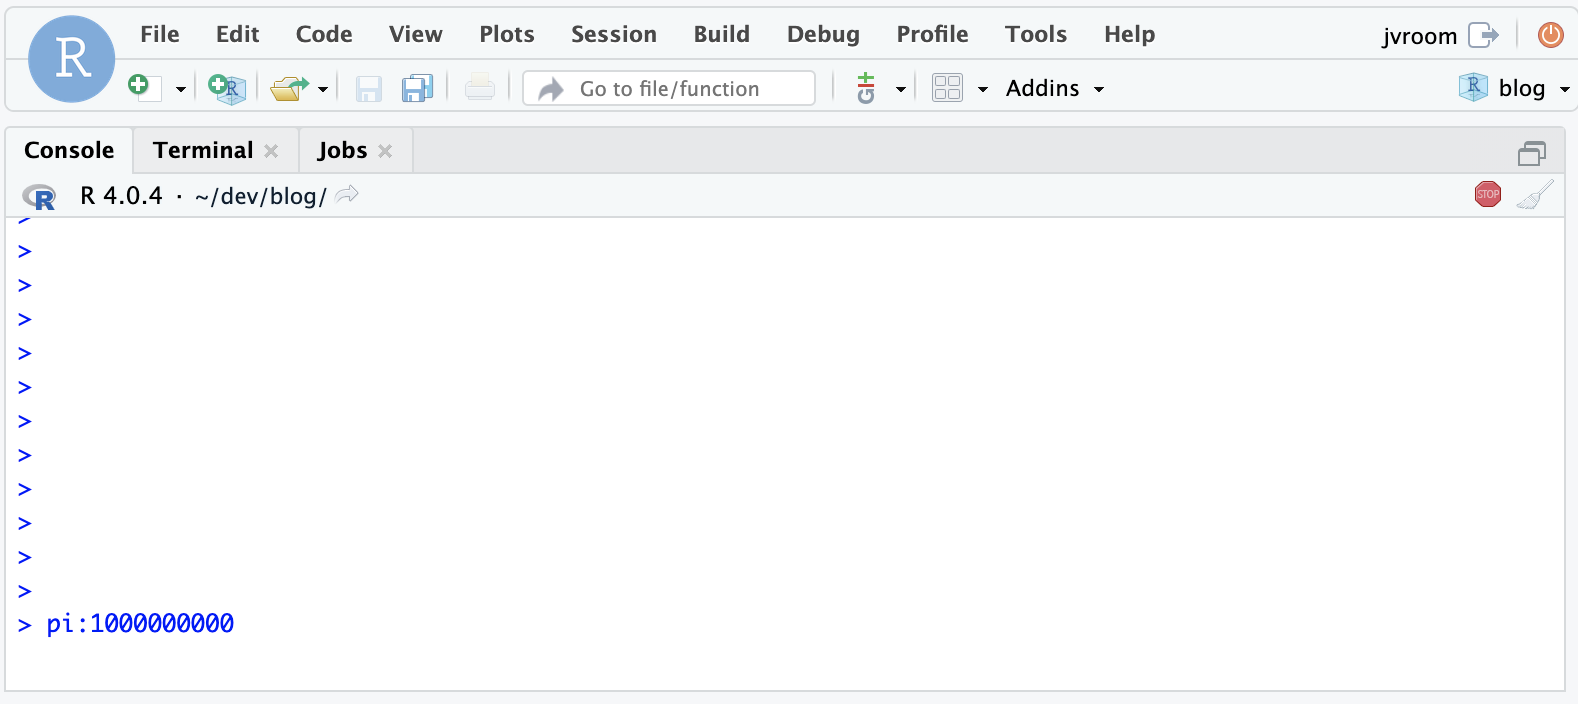 R File Edit Code View Plots Session Build Debug Profile Tools Help jvroom
R Go to file/function G Addins R blog
Console Terminal Jobs
R R 4.0.4 · ~/dev/blog/ STOP
>
>
>
>
>
>
>
>
>
>
>
>
> pi:1000000000